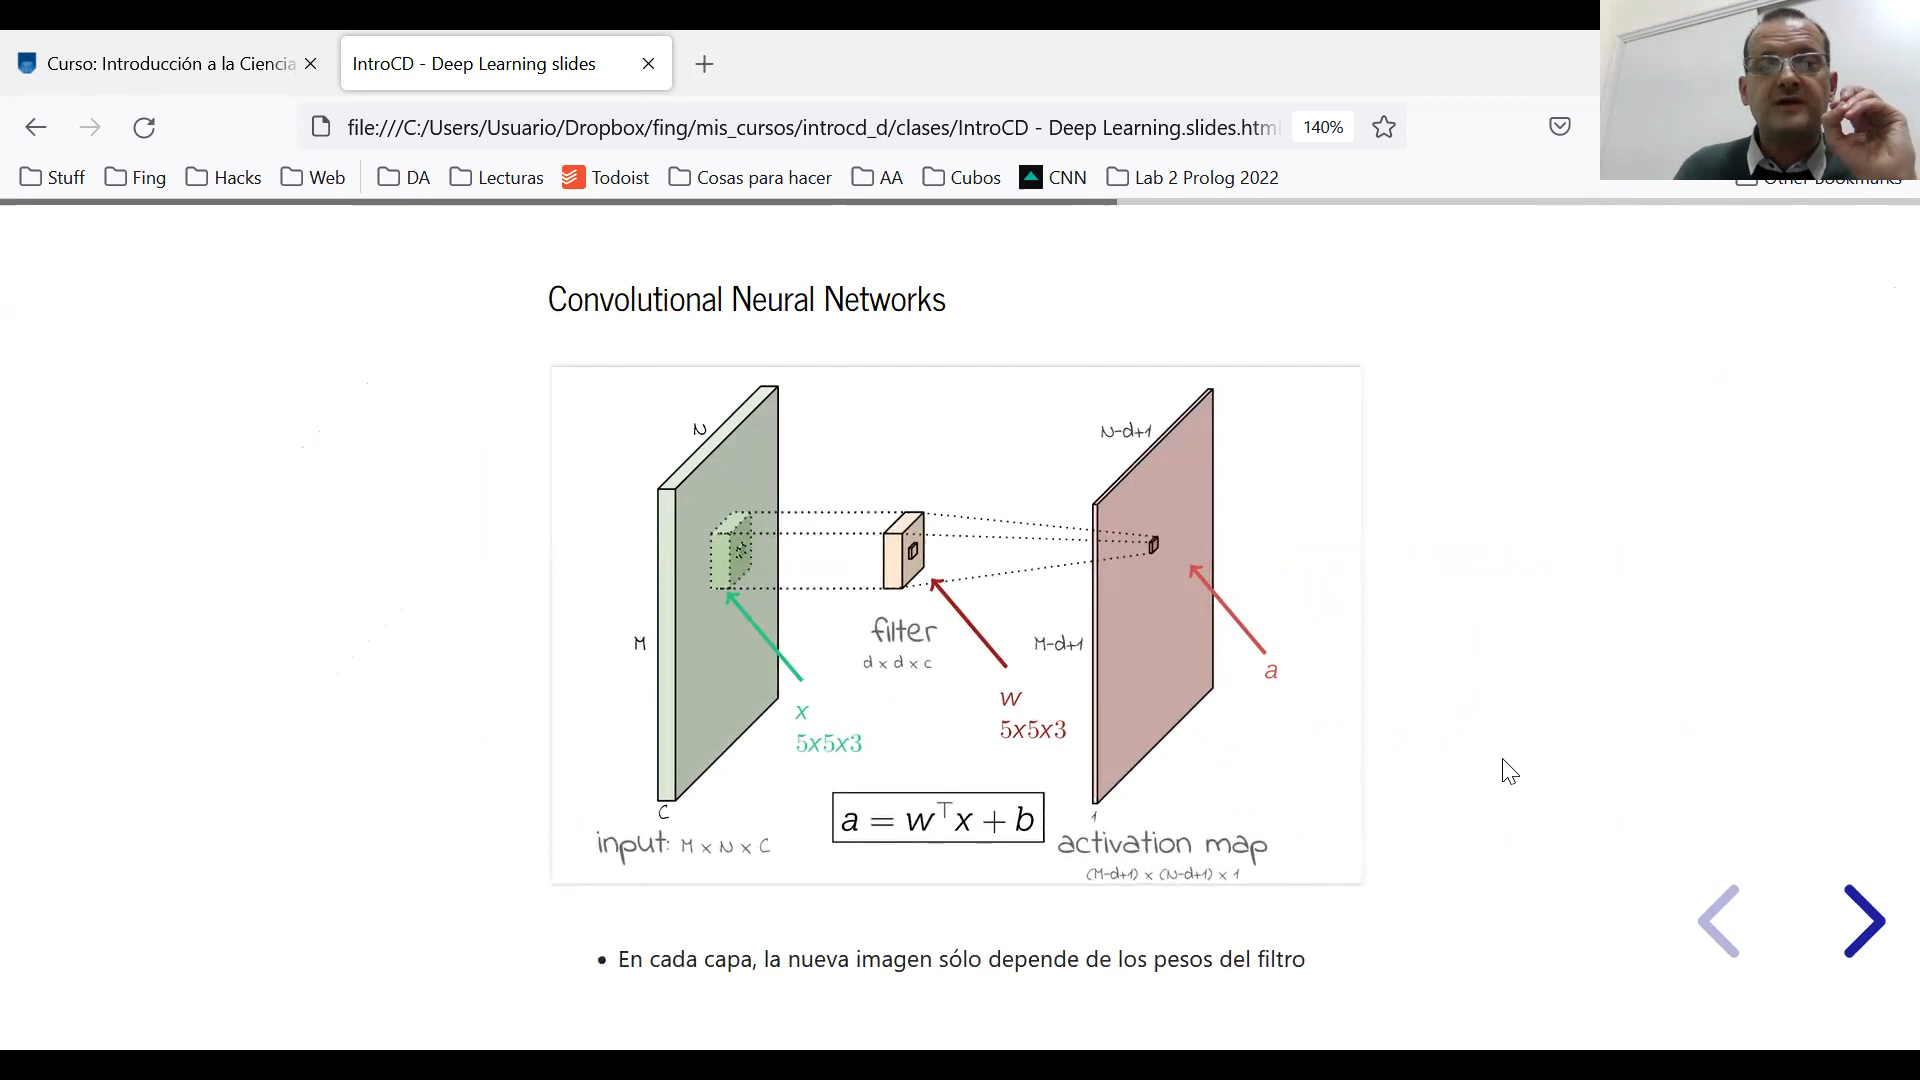 Curso: Introducción a la Ciencia
IntroCD - Deep Learning slides
file:///C:/Users/Usuario/Dropbox/fing/mis_cursos/introcd_d/clases/IntroCD - Deep Learning.slides.html
140%
Stuff
Fing
Hacks
Web
DA
Lecturas
Todoist
Cosas para hacer
AA
Cubos
CNN
Lab 2 Prolog 2022
Other bookmarks
Convolutional Neural Networks
N
N-d+1
M
filter
d x d x c
M-d+1
a
x
5x5x3
w
5x5x3
C
a = w⊤x + b
1
input: M x N x C
activation map
(M-d+1) x (N-d+1) x 1
• En cada capa, la nueva imagen sólo depende de los pesos del filtro